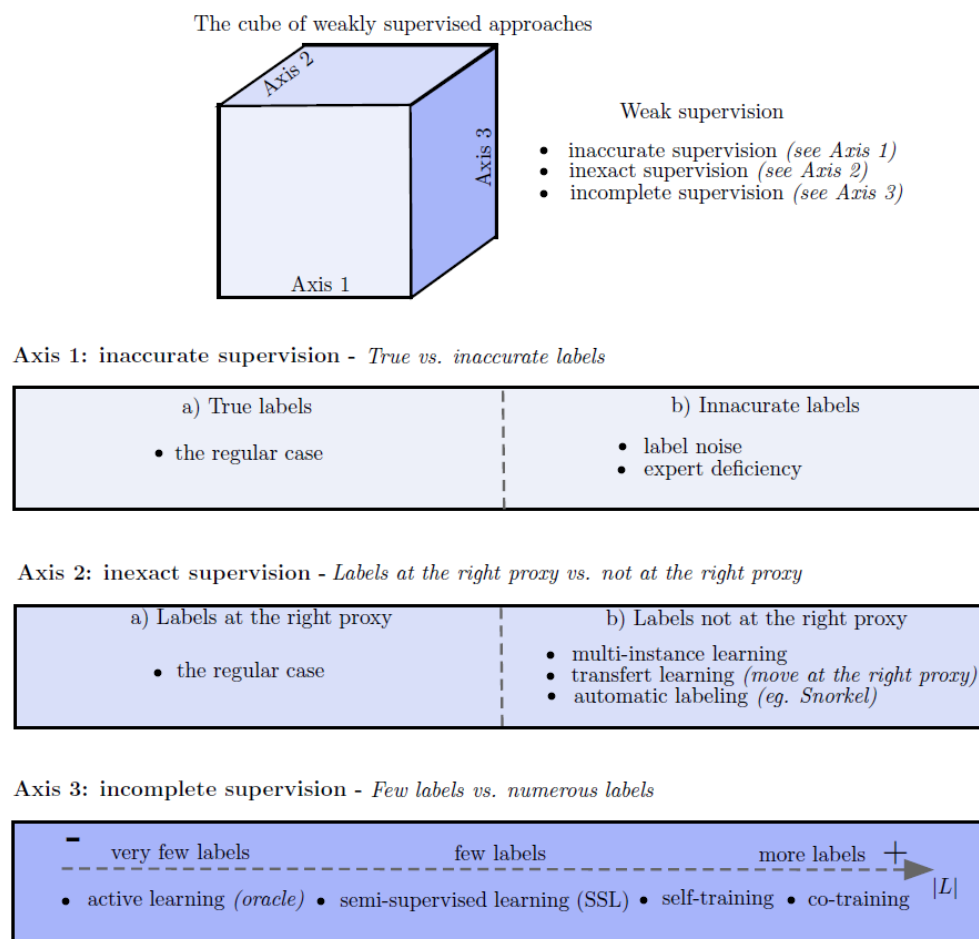 The cube of weakly supervised approaches
Axis 2
Axis 3
Axis 1
Weak supervision
• inaccurate supervision (see Axis 1)
• inexact supervision (see Axis 2)
• incomplete supervision (see Axis 3)
Axis 1: inaccurate supervision - True vs. inaccurate labels
a) True labels
• the regular case
b) Innacurate labels
• label noise
• expert deficiency
Axis 2: inexact supervision - Labels at the right proxy vs. not at the right proxy
a) Labels at the right proxy
• the regular case
b) Labels not at the right proxy
• multi-instance learning
• transfert learning (move at the right proxy)
• automatic labeling (eg. Snorkel)
Axis 3: incomplete supervision - Few labels vs. numerous labels
- very few labels few labels more labels +
|L|
• active learning (oracle) • semi-supervised learning (SSL) • self-training • co-training